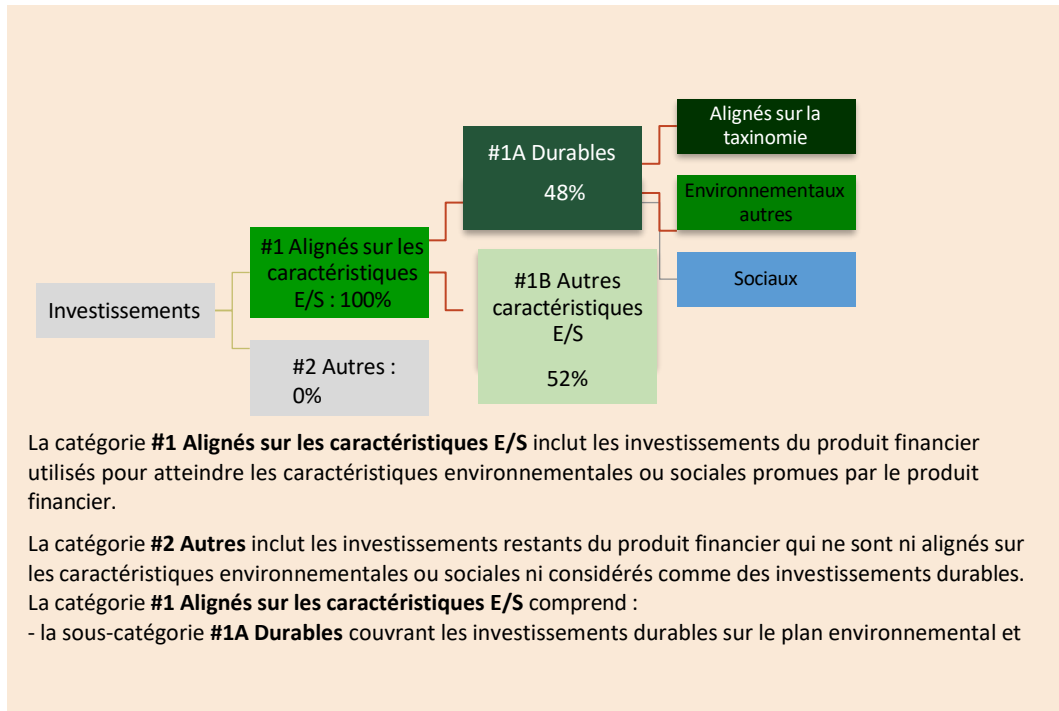 Investissements
#1 Alignés sur les
caractéristiques
E/S : 100%
#2 Autres :
0%
#1A Durables
48%
#1B Autres
caractéristiques
E/S
52%
Alignés sur la
taxinomie
Environnementaux
autres
Sociaux
La catégorie #1 Alignés sur les caractéristiques E/S inclut les investissements du produit financier
utilisés pour atteindre les caractéristiques environnementales ou sociales promues par le produit
financier.
La catégorie #2 Autres inclut les investissements restants du produit financier qui ne sont ni alignés sur
les caractéristiques environnementales ou sociales ni considérés comme des investissements durables.
La catégorie #1 Alignés sur les caractéristiques E/S comprend :
- la sous-catégorie #1A Durables couvrant les investissements durables sur le plan environnemental et